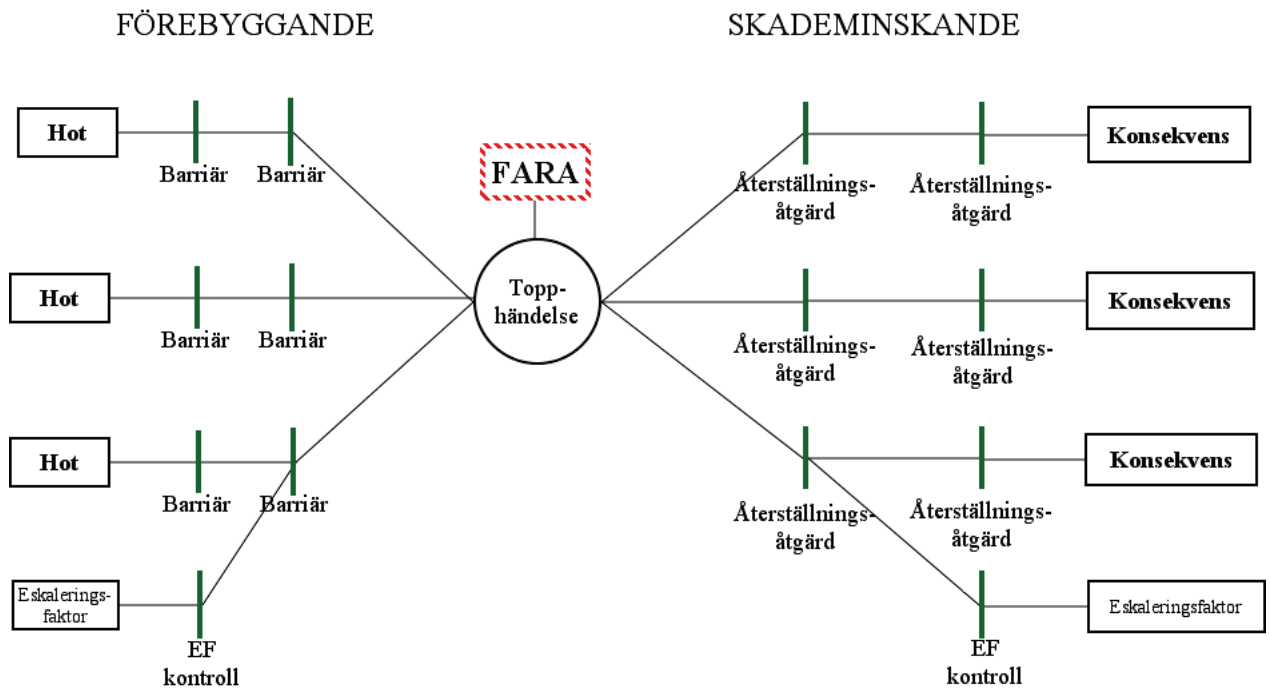 FÖREBYGGANDE
SKADEMINSKANDE
Hot
Barriär
Barriär
FARA
Återställnings-
åtgärd
Återställnings-
åtgärd
Konsekvens
Hot
Barriär
Barriär
Topp-
händelse
Återställnings-
åtgärd
Återställnings-
åtgärd
Konsekvens
Hot
Barriär
Barriär
Återställnings-
åtgärd
Återställnings-
åtgärd
Konsekvens
Eskalerings-
faktor
EF
kontroll
EF
kontroll
Eskaleringsfaktor